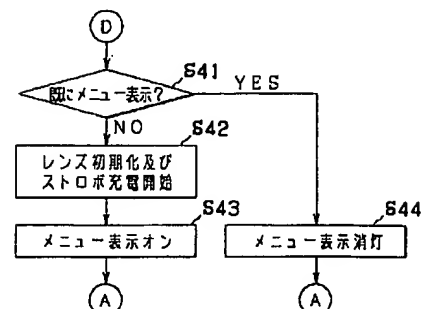 D
S41
既にメニュー表示?
YES
NO
S42
レンズ初期化及び
ストロボ充電開始
S43
メニュー表示オン
S44
メニュー表示消灯
A
A